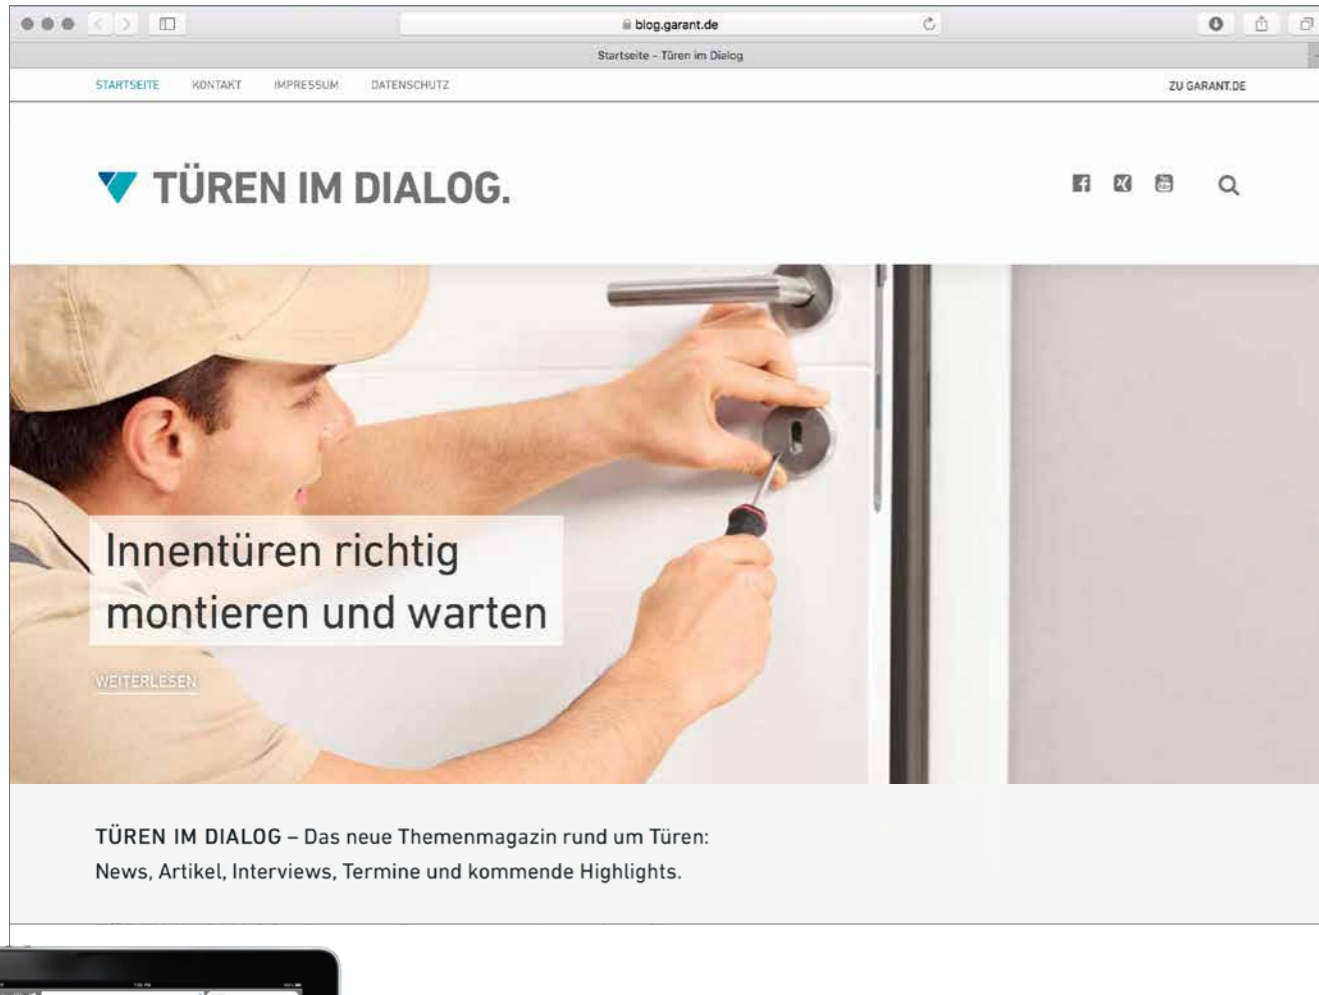 blog.garant.de
Startseite – Türen im Dialog
STARTSEITE KONTAKT IMPRESSUM DATENSCHUTZ ZU GARANT.DE
TÜREN IM DIALOG.
Innentüren richtig
montieren und warten
WEITERLESEN
TÜREN IM DIALOG – Das neue Themenmagazin rund um Türen:
News, Artikel, Interviews, Termine und kommende Highlights.